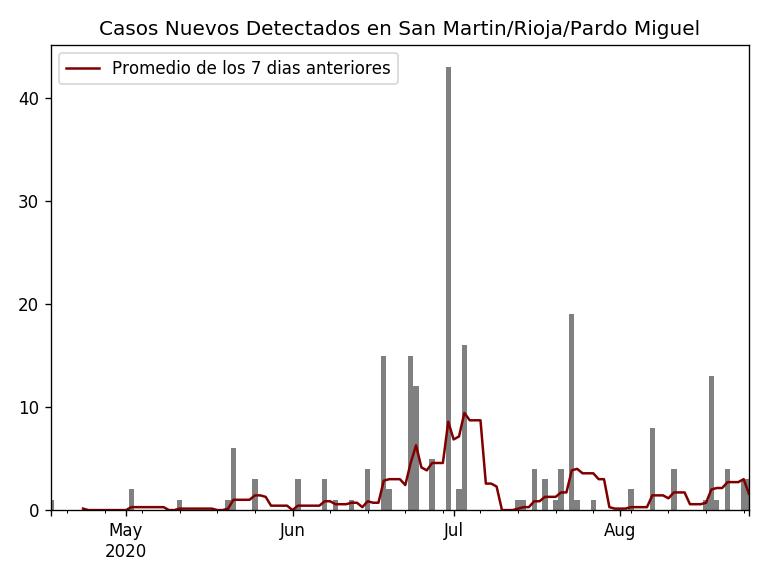 Casos Nuevos Detectados en San Martin/Rioja/Pardo Miguel
Promedio de los 7 dias anteriores
40
30
20
10
0
May Jun Jul Aug
2020